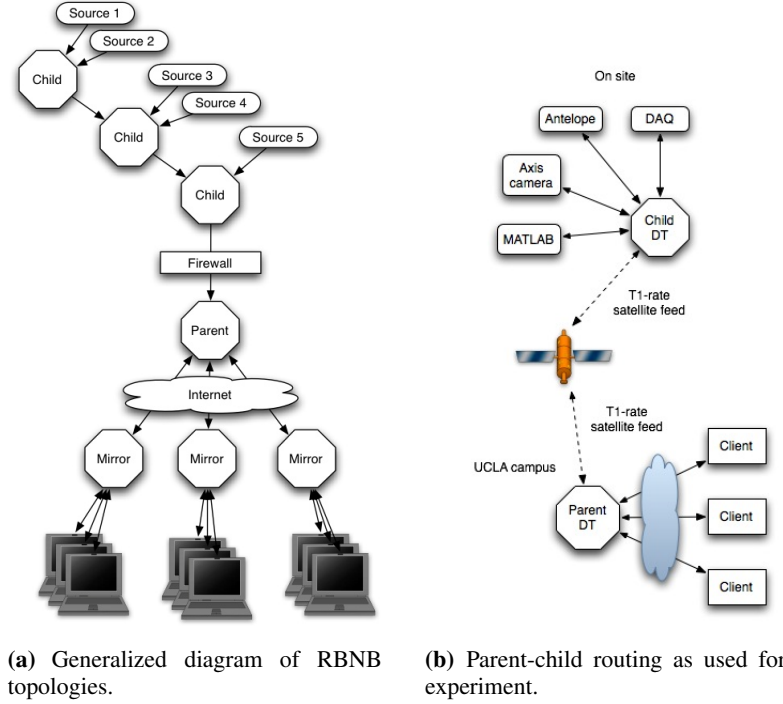 Source 1
Source 2
Child
Source 3
Source 4
Child
Source 5
Child
Firewall
Parent
Internet
Mirror
Mirror
Mirror
(a) Generalized diagram of RBNB
topologies.
On site
Antelope
DAQ
Axis
camera
Child
DT
MATLAB
T1-rate
satellite feed
T1-rate
satellite feed
UCLA campus
Client
Parent
DT
Client
Client
(b) Parent-child routing as used for
experiment.